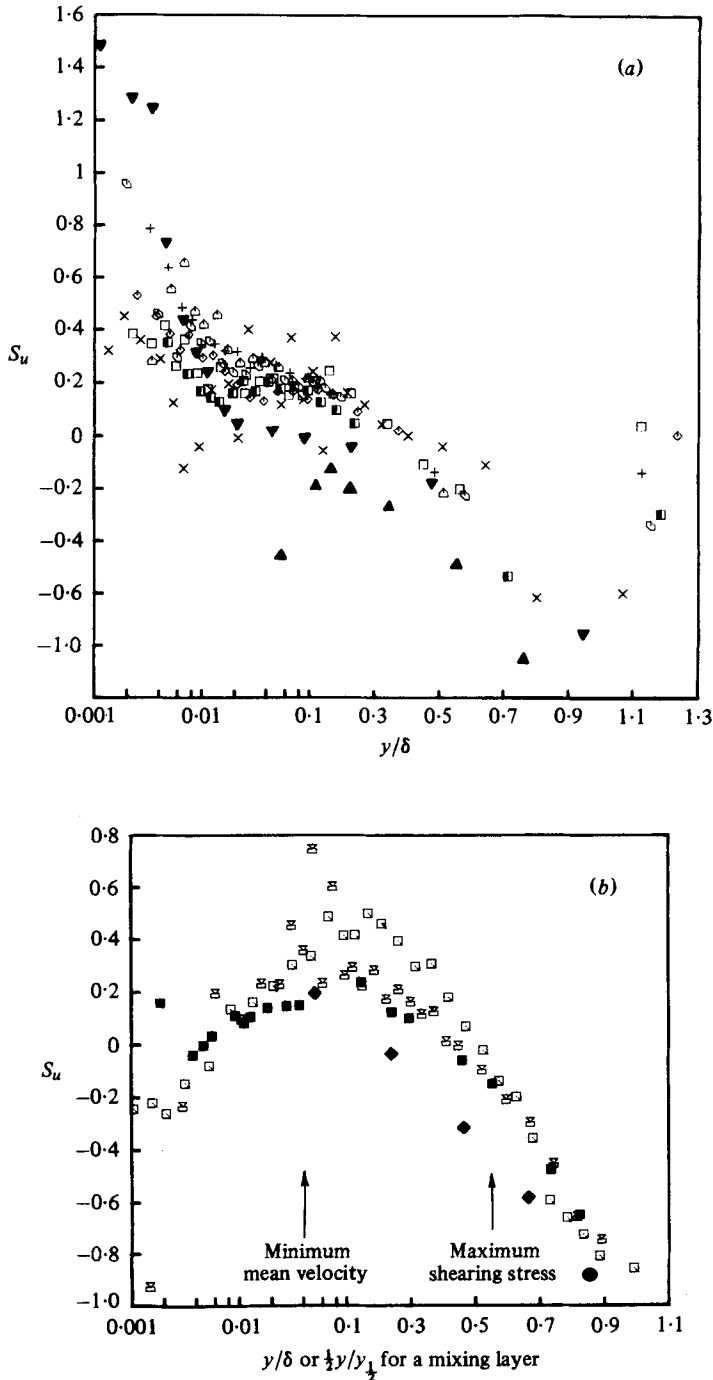 1·6
(a)
1·4
1·2
1
0·8
0·6
0·4
S_u
0·2
0
−0·2
−0·4
−0·6
−0·8
−1·0
0·001 0·01 0·1 0·3 0·5 0·7 0·9 1·1 1·3
y/δ
0·8
(b)
0·6
0·4
0·2
0
S_u
−0·2
−0·4
−0·6
Minimum
mean velocity
Maximum
shearing stress
−0·8
−1·0
0·001 0·01 0·1 0·3 0·5 0·7 0·9 1·1
y/δ or ½y/y_½ for a mixing layer